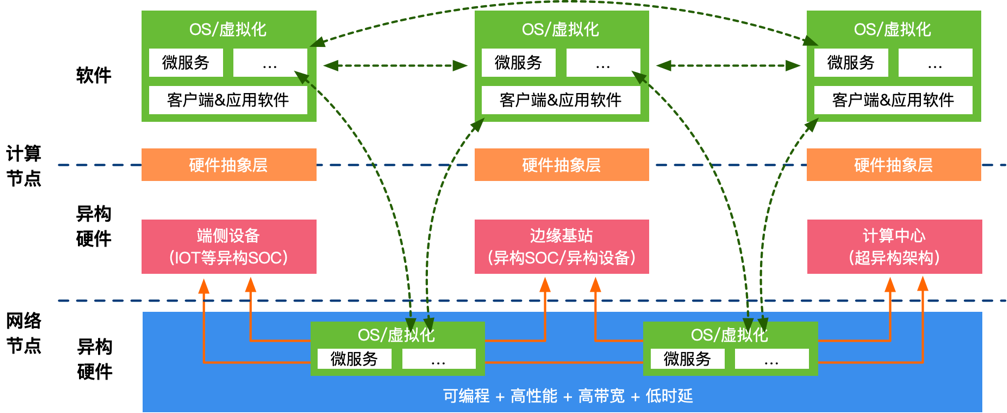 OS/虚拟化
OS/虚拟化
OS/虚拟化
软件
微服务
...
微服务
...
微服务
...
客户端&应用软件
客户端&应用软件
客户端&应用软件
计算
节点
硬件抽象层
硬件抽象层
硬件抽象层
异构
硬件
端侧设备
（IOT等异构SOC）
边缘基站
（异构SOC/异构设备）
计算中心
（超异构架构）
网络
节点
异构
硬件
OS/虚拟化
OS/虚拟化
微服务
...
微服务
...
可编程 + 高性能 + 高带宽 + 低时延